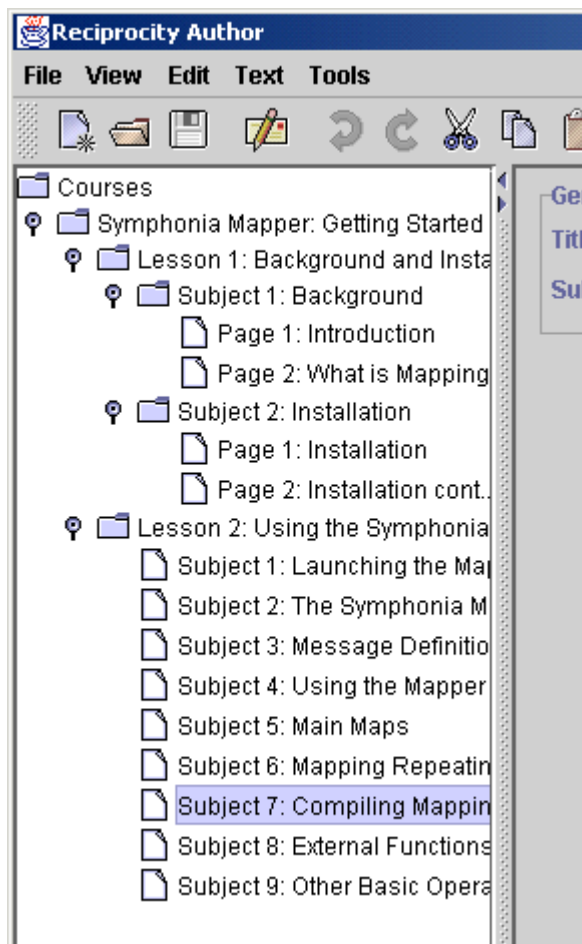 Reciprocity Author
File View Edit Text Tools
Courses
Symphonia Mapper: Getting Started
Lesson 1: Background and Insta
Subject 1: Background
Page 1: Introduction
Page 2: What is Mapping
Subject 2: Installation
Page 1: Installation
Page 2: Installation cont..
Lesson 2: Using the Symphonia
Subject 1: Launching the Ma
Subject 2: The Symphonia M
Subject 3: Message Definitio
Subject 4: Using the Mapper
Subject 5: Main Maps
Subject 6: Mapping Repeatin
Subject 7: Compiling Mappin
Subject 8: External Functions
Subject 9: Other Basic Opera
Ge
Titl
Su